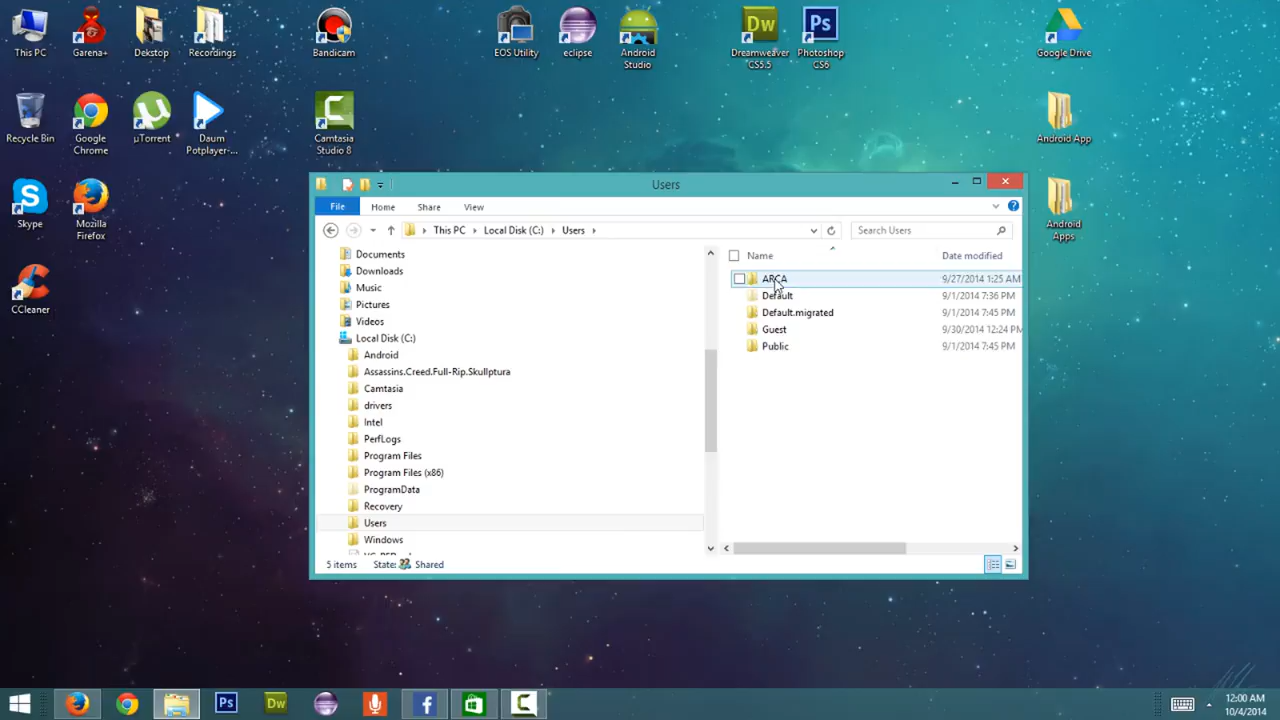 This PC
Garena+
Dekstop
Recordings
Bandicam
EOS Utility
eclipse
Android
Studio
Dw
Dreamweaver
CS5.5
Ps
Photoshop
CS6
Google Drive
Recycle Bin
Google
Chrome
µTorrent
Daum
Potplayer-...
Camtasia
Studio 8
Android App
Skype
Mozilla
Firefox
Android
Apps
CCleaner
Users
File
Home
Share
View
This PC
Local Disk (C:)
Users
Search Users
Documents
Downloads
Music
Pictures
Videos
Local Disk (C:)
Android
Assassins.Creed.Full-Rip.Skullptura
Camtasia
drivers
Intel
PerfLogs
Program Files
Program Files (x86)
ProgramData
Recovery
Users
Windows
Name
Date modified
ARCA
9/27/2014 1:25 AM
Default
9/1/2014 7:36 PM
Default.migrated
9/1/2014 7:45 PM
Guest
9/30/2014 12:24 PM
Public
9/1/2014 7:45 PM
5 items
State:
Shared
Ps
Dw
12:00 AM
10/4/2014